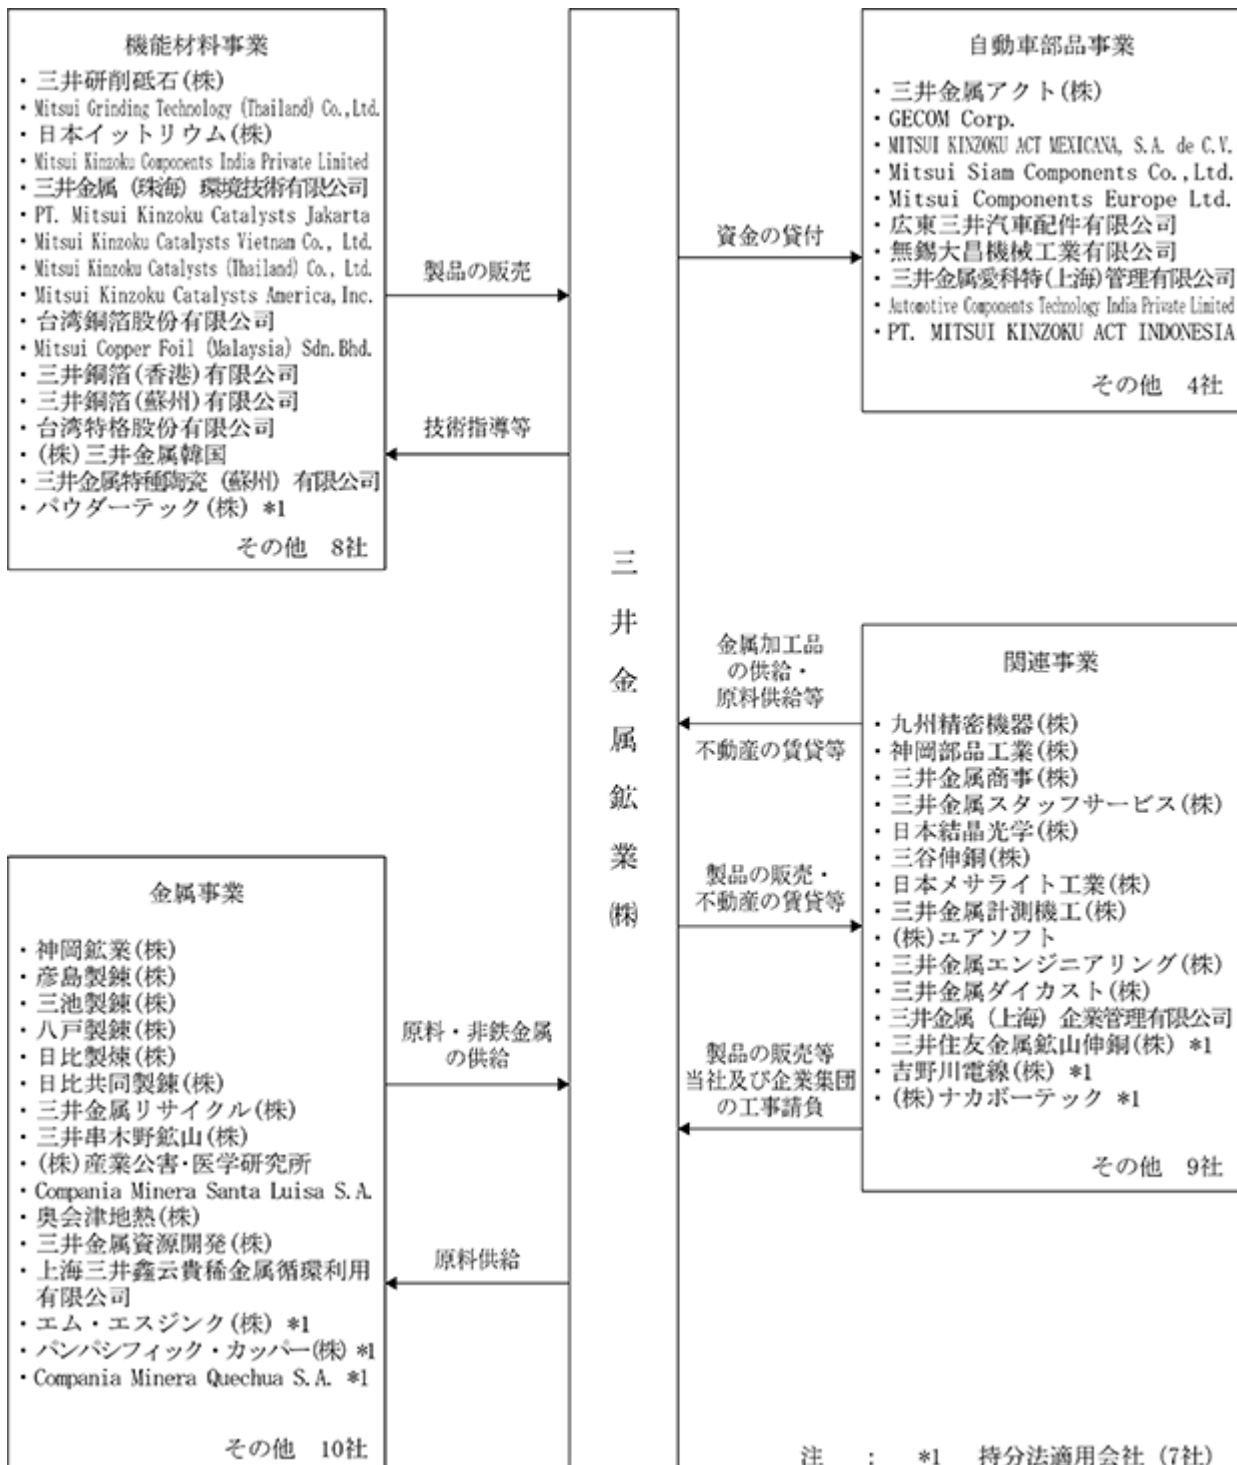 機能材料事業
・三井研削砥石(株)
・Mitsui Grinding Technology (Thailand) Co.,Ltd.
・日本イットリウム(株)
・Mitsui Kinzoku Components India Private Limited
・三井金属（珠海）環境技術有限公司
・PT. Mitsui Kinzoku Catalysts Jakarta
・Mitsui Kinzoku Catalysts Vietnam Co., Ltd.
・Mitsui Kinzoku Catalysts (Thailand) Co., Ltd.
・Mitsui Kinzoku Catalysts America,Inc.
・台湾銅箔股份有限公司
・Mitsui Copper Foil (Malaysia) Sdn.Bhd.
・三井銅箔(香港)有限公司
・三井銅箔(蘇州)有限公司
・台湾特格股份有限公司
・(株)三井金属韓国
・三井金属特種陶瓷（蘇州）有限公司
・パウダーテック(株) *1
その他 8社
製品の販売
技術指導等
金属事業
・神岡鉱業(株)
・彦島製錬(株)
・三池製錬(株)
・八戸製錬(株)
・日比製煉(株)
・日比共同製錬(株)
・三井金属リサイクル(株)
・三井串木野鉱山(株)
・(株)産業公害・医学研究所
・Compania Minera Santa Luisa S.A.
・奥会津地熱(株)
・三井金属資源開発(株)
・上海三井鑫云貴稀金属循環利用
有限公司
・エム・エスジンク(株) *1
・パンパシフィック・カッパー(株) *1
・Compania Minera Quechua S.A. *1
その他 10社
原料・非鉄金属
の供給
原料供給
三井金属鉱業㈱
資金の貸付
自動車部品事業
・三井金属アクト(株)
・GECOM Corp.
・MITSUI KINZOKU ACT MEXICANA, S.A. de C.V.
・Mitsui Siam Components Co.,Ltd.
・Mitsui Components Europe Ltd.
・広東三井汽車配件有限公司
・無錫大昌機械工業有限公司
・三井金属愛科特(上海)管理有限公司
・Automotive Components Technology India Private Limited
・PT. MITSUI KINZOKU ACT INDONESIA
その他 4社
金属加工品
の供給・
原料供給等
不動産の賃貸等
製品の販売・
不動産の賃貸等
製品の販売等
当社及び企業集団
の工事請負
関連事業
・九州精密機器(株)
・神岡部品工業(株)
・三井金属商事(株)
・三井金属スタッフサービス(株)
・日本結晶光学(株)
・三谷伸銅(株)
・日本メサライト工業(株)
・三井金属計測機工(株)
・(株)ユアソフト
・三井金属エンジニアリング(株)
・三井金属ダイカスト(株)
・三井金属（上海）企業管理有限公司
・三井住友金属鉱山伸銅(株) *1
・吉野川電線(株) *1
・(株)ナカボーテック *1
その他 9社
注 : *1 持分法適用会社 (7社)